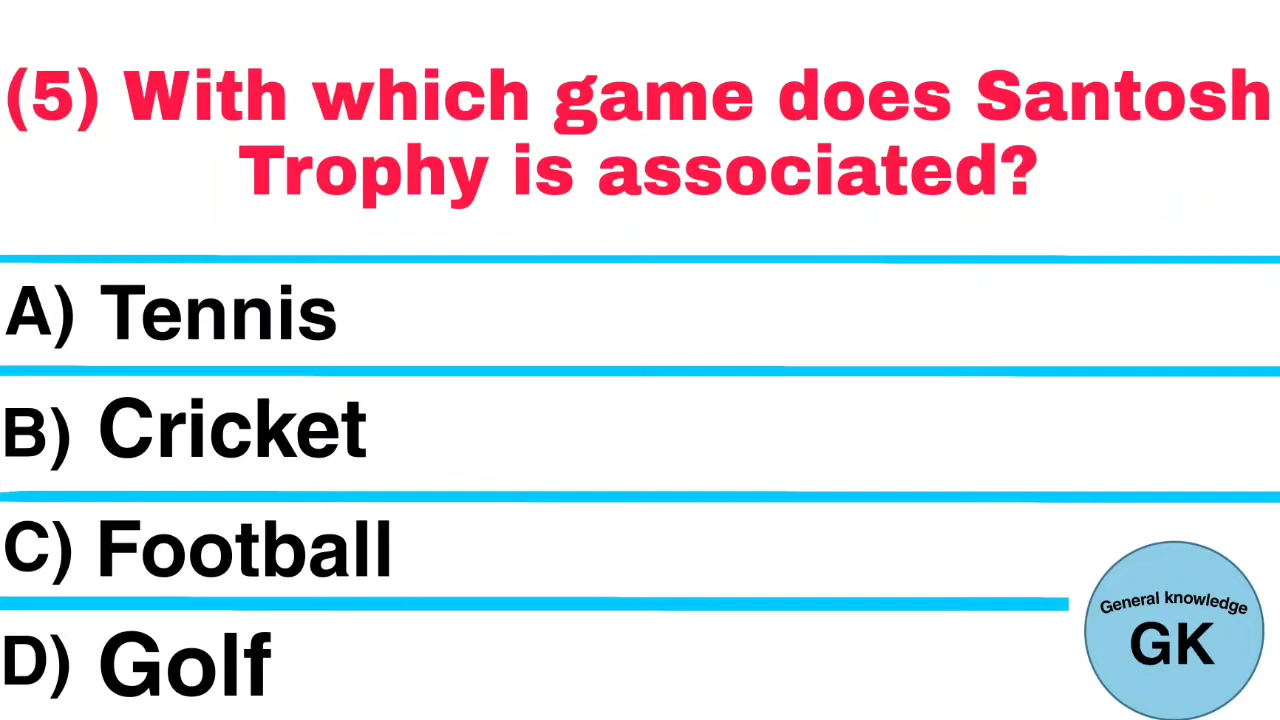 (5) With which game does Santosh
Trophy is associated?
A) Tennis
B) Cricket
C) Football
D) Golf
General knowledge
GK